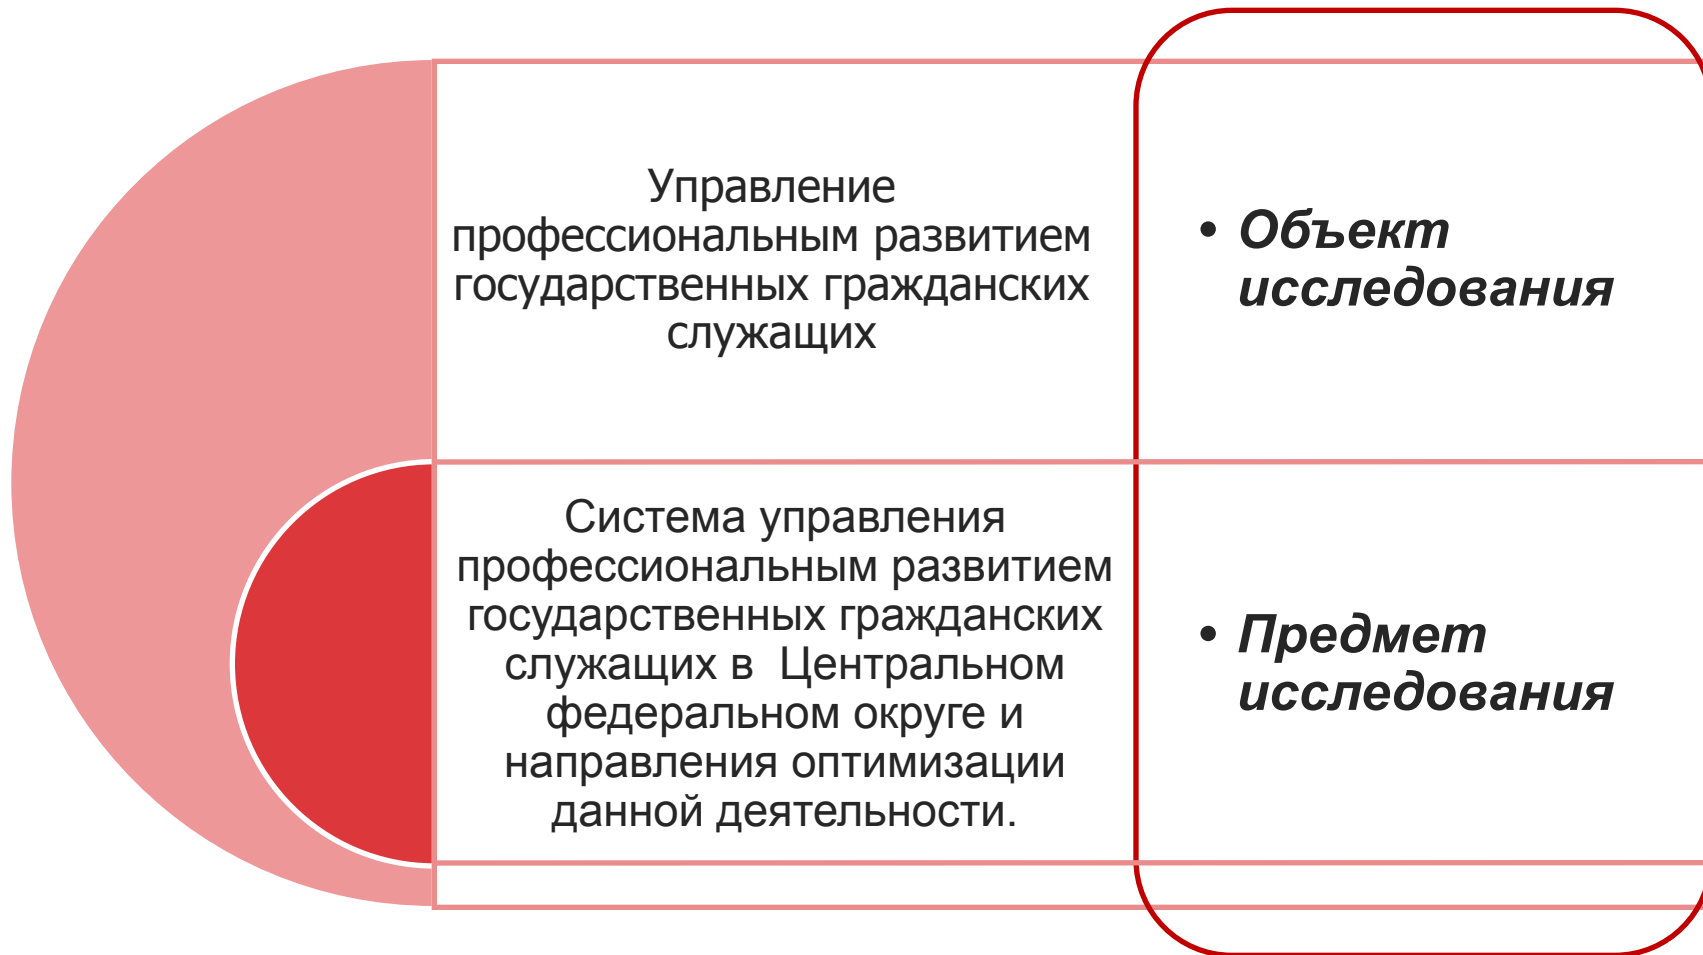 Управление
профессиональным развитием
государственных гражданских
служащих
• Объект
исследования
Система управления
профессиональным развитием
государственных гражданских
служащих в  Центральном
федеральном округе и
направления оптимизации
данной деятельности.
• Предмет
исследования